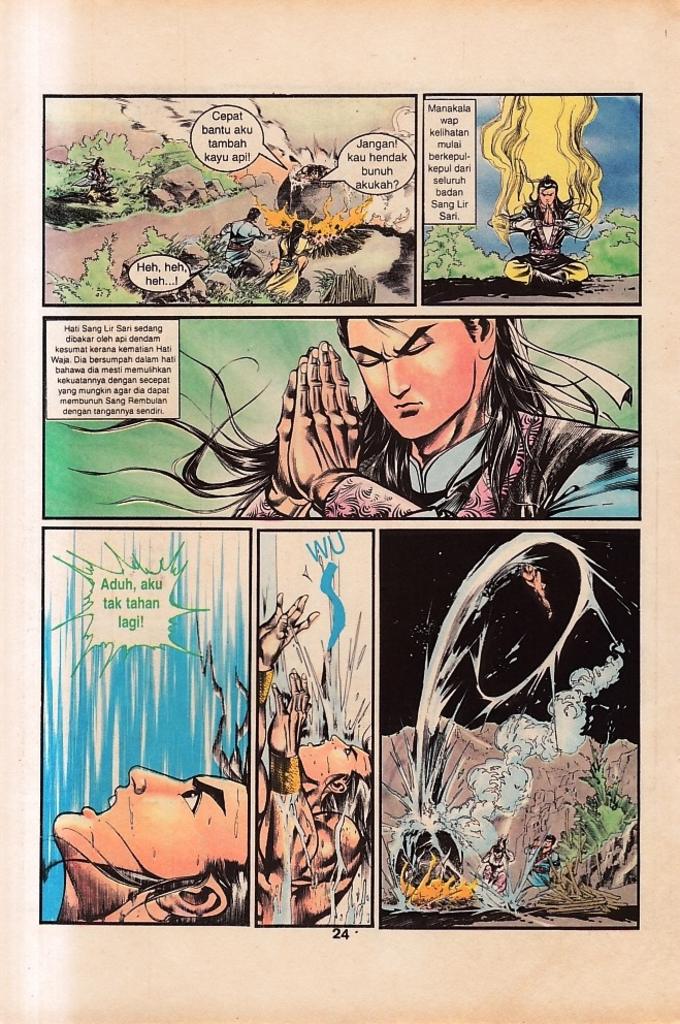 Cepat
bantu aku
tambah
kayu api!
Jangan!
kau hendak
bunuh
akukah?
Heh, heh,
heh...!
Manakala
wap
kelihatan
mulai
berkepul-
kepul dari
seluruh
badan
Sang Lir
Sari.
Hati Sang Lir Sari sedang
dibakar oleh api dendam
kesumat kerana kematian Hati
Waja. Dia bersumpah dalam hati
bahawa dia mesti memulihkan
kekuatannya dengan secepat
yang mungkin agar dia dapat
membunuh Sang Rembulan
dengan tangannya sendiri.
Aduh, aku
tak tahan
lagi!
WU
24